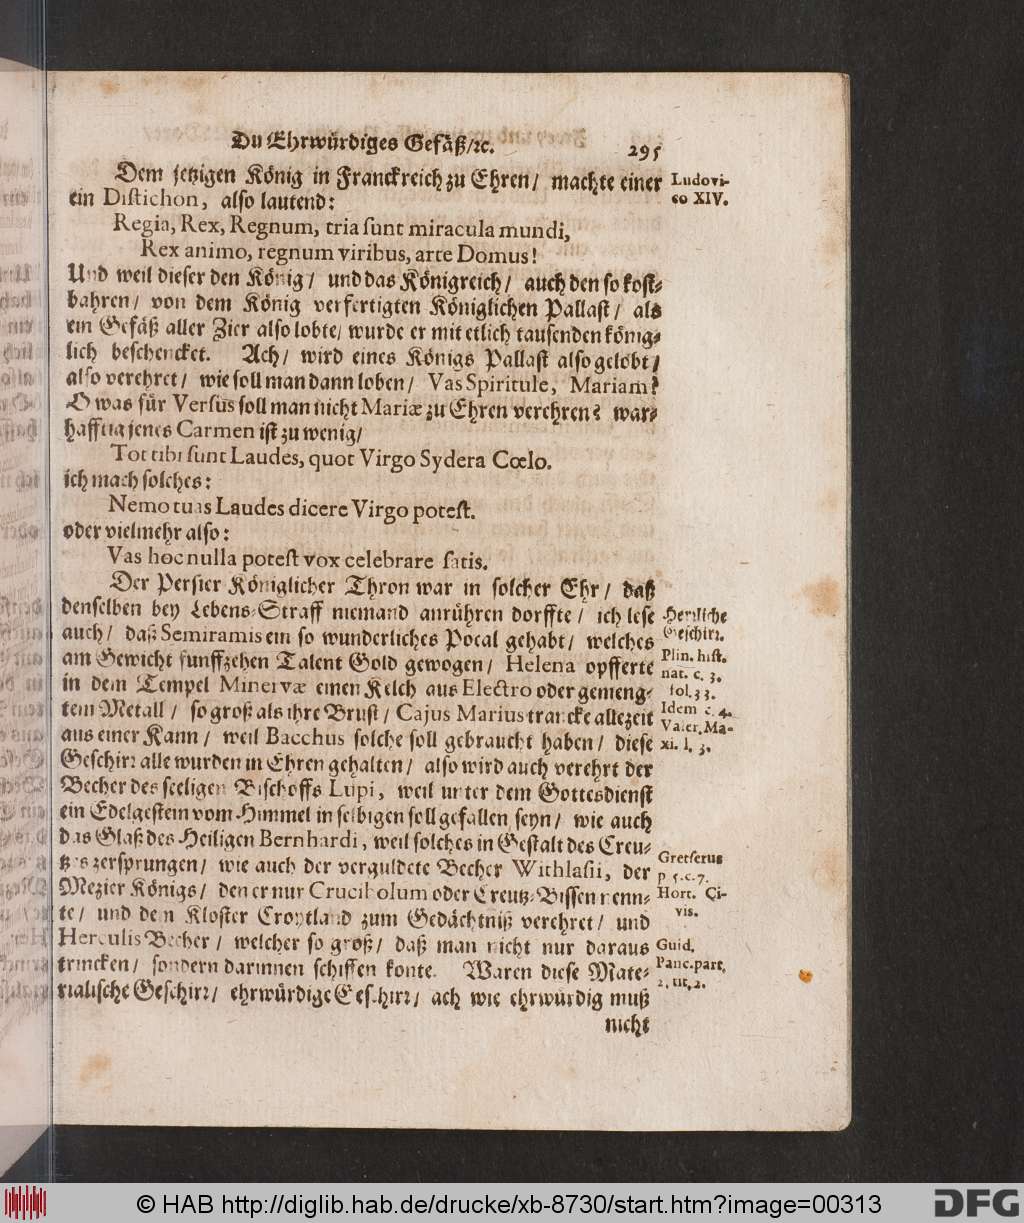 Du Ehrwürdiges Gefäß/ꝛc. 295
Dem jetzigen König in Franckreich zu Ehren/ machte einer
ein Distichon, also lautend:
Ludovi-
co XIV.
Regia, Rex, Regnum, tria sunt miracula mundi,
Rex animo, regnum viribus, arte Domus!
Und weil dieser den König/ und das Königreich/ auch den so kost-
bahren/ von dem König verfertigten Königlichen Pallast/ als
ein Gefäß aller Zier also lobte/ wurde er mit etlich tausenden könig-
lich beschencket. Ach/ wird eines Königs Pallast also gelobt/
also verehret/ wie soll man dann loben/ Vas Spiritule, Mariam?
O was für Versus soll man nicht Mariæ zu Ehren verehren? war-
hafftig jenes Carmen ist zu wenig/
Tot tibi sunt Laudes, quot Virgo Sydera Cœlo.
ich mach solches:
Nemo tuas Laudes dicere Virgo potest.
oder vielmehr also:
Vas hoc nulla potest vox celebrare satis.
Der Persier Königlicher Thron war in solcher Ehr/ daß
denselben bey Lebens-Straff niemand anrühren dorffte/ ich lese
auch/ daß Semiramis ein so wunderliches Pocal gehabt/ welches
am Gewicht funffzehen Talent Gold gewogen/ Helena opfferte
in dem Tempel Minervæ einen Kelch aus Electro oder gemeng-
tem Metall/ so groß als ihre Brust/ Cajus Marius trancke allezeit
aus einer Kann/ weil Bacchus solche soll gebraucht haben/ diese
Geschirꝛ alle wurden in Ehren gehalten/ also wird auch verehrt der
Becher des seeligen Bischoffs Lupi, weil unter dem Gottesdienst
ein Edelgestein vom Himmel in selbigen soll gefallen seyn/ wie auch
das Glaß des Heiligen Bernhardi, weil solches in Gestalt des Creu-
tzes zersprungen/ wie auch der verguldete Becher Withlasii, der
Mezier Königs/ den er nur Crucibolum oder Creutz-Bissen nenn-
te/ und dem Kloster Croytland zum Gedächtniß verehret/ und
Herculis Becher/ welcher so groß/ daß man nicht nur daraus
trincken/ sondern darinnen schiffen konte. Waren diese Mate-
rialische Geschirꝛ/ ehrwürdige Geschirꝛ/ ach wie ehrwürdig muß
Herꝛliche
Geschirꝛ.
Plin. hist.
nat. c. 3.
fol. 33.
Idem c. 4.
Valer. Ma-
xi. l. 3.
Gretserus
p 5. c. 7.
Hort. Ci-
vis.
Guid.
Panc. part.
2. tit. 2.
nicht
© HAB http://diglib.hab.de/drucke/xb-8730/start.htm?image=00313
DFG